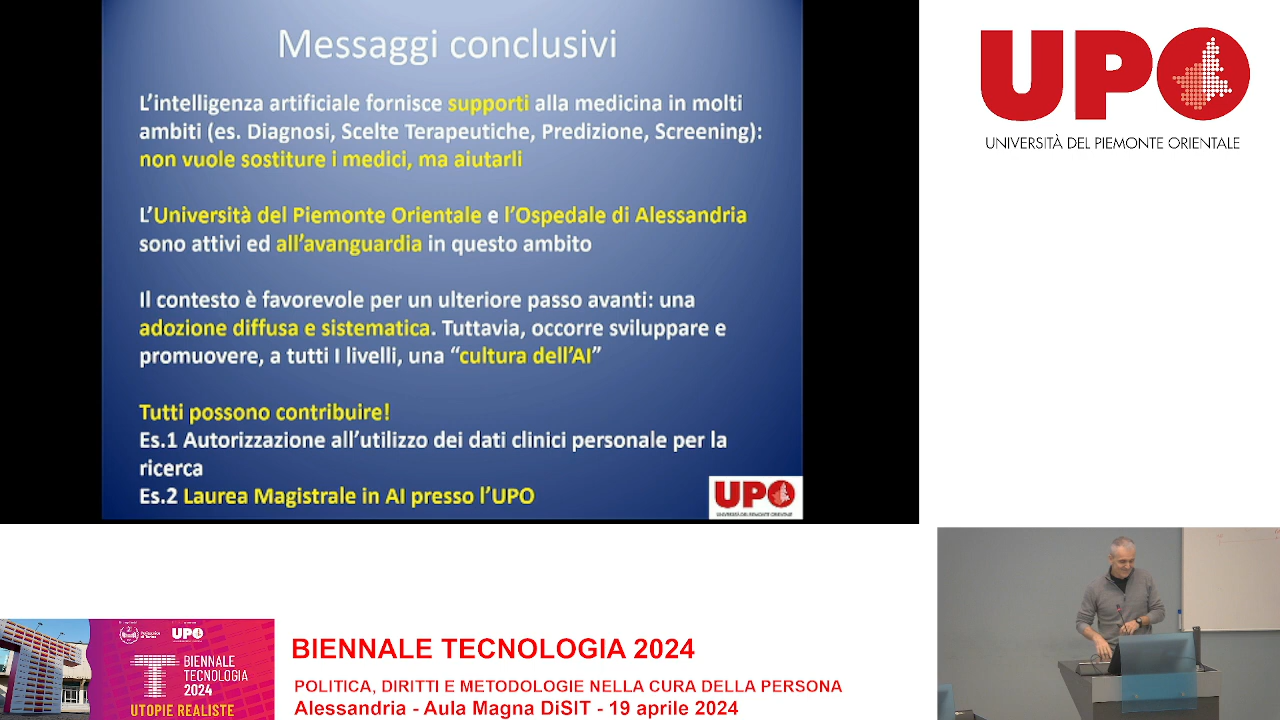 Messaggi conclusivi
L’intelligenza artificiale fornisce supporti alla medicina in molti
ambiti (es. Diagnosi, Scelte Terapeutiche, Predizione, Screening):
non vuole sostiture i medici, ma aiutarli
L’Università del Piemonte Orientale e l’Ospedale di Alessandria
sono attivi ed all’avanguardia in questo ambito
Il contesto è favorevole per un ulteriore passo avanti: una
adozione diffusa e sistematica. Tuttavia, occorre sviluppare e
promuovere, a tutti I livelli, una “cultura dell’AI”
Tutti possono contribuire!
Es.1 Autorizzazione all’utilizzo dei dati clinici personale per la
ricerca
Es.2 Laurea Magistrale in AI presso l’UPO
UPO
UPO
UNIVERSITÀ DEL PIEMONTE ORIENTALE
UPO
T BIENNALE
TECNOLOGIA
2024
UTOPIE REALISTE
BIENNALE TECNOLOGIA 2024
POLITICA, DIRITTI E METODOLOGIE NELLA CURA DELLA PERSONA
Alessandria - Aula Magna DiSIT - 19 aprile 2024